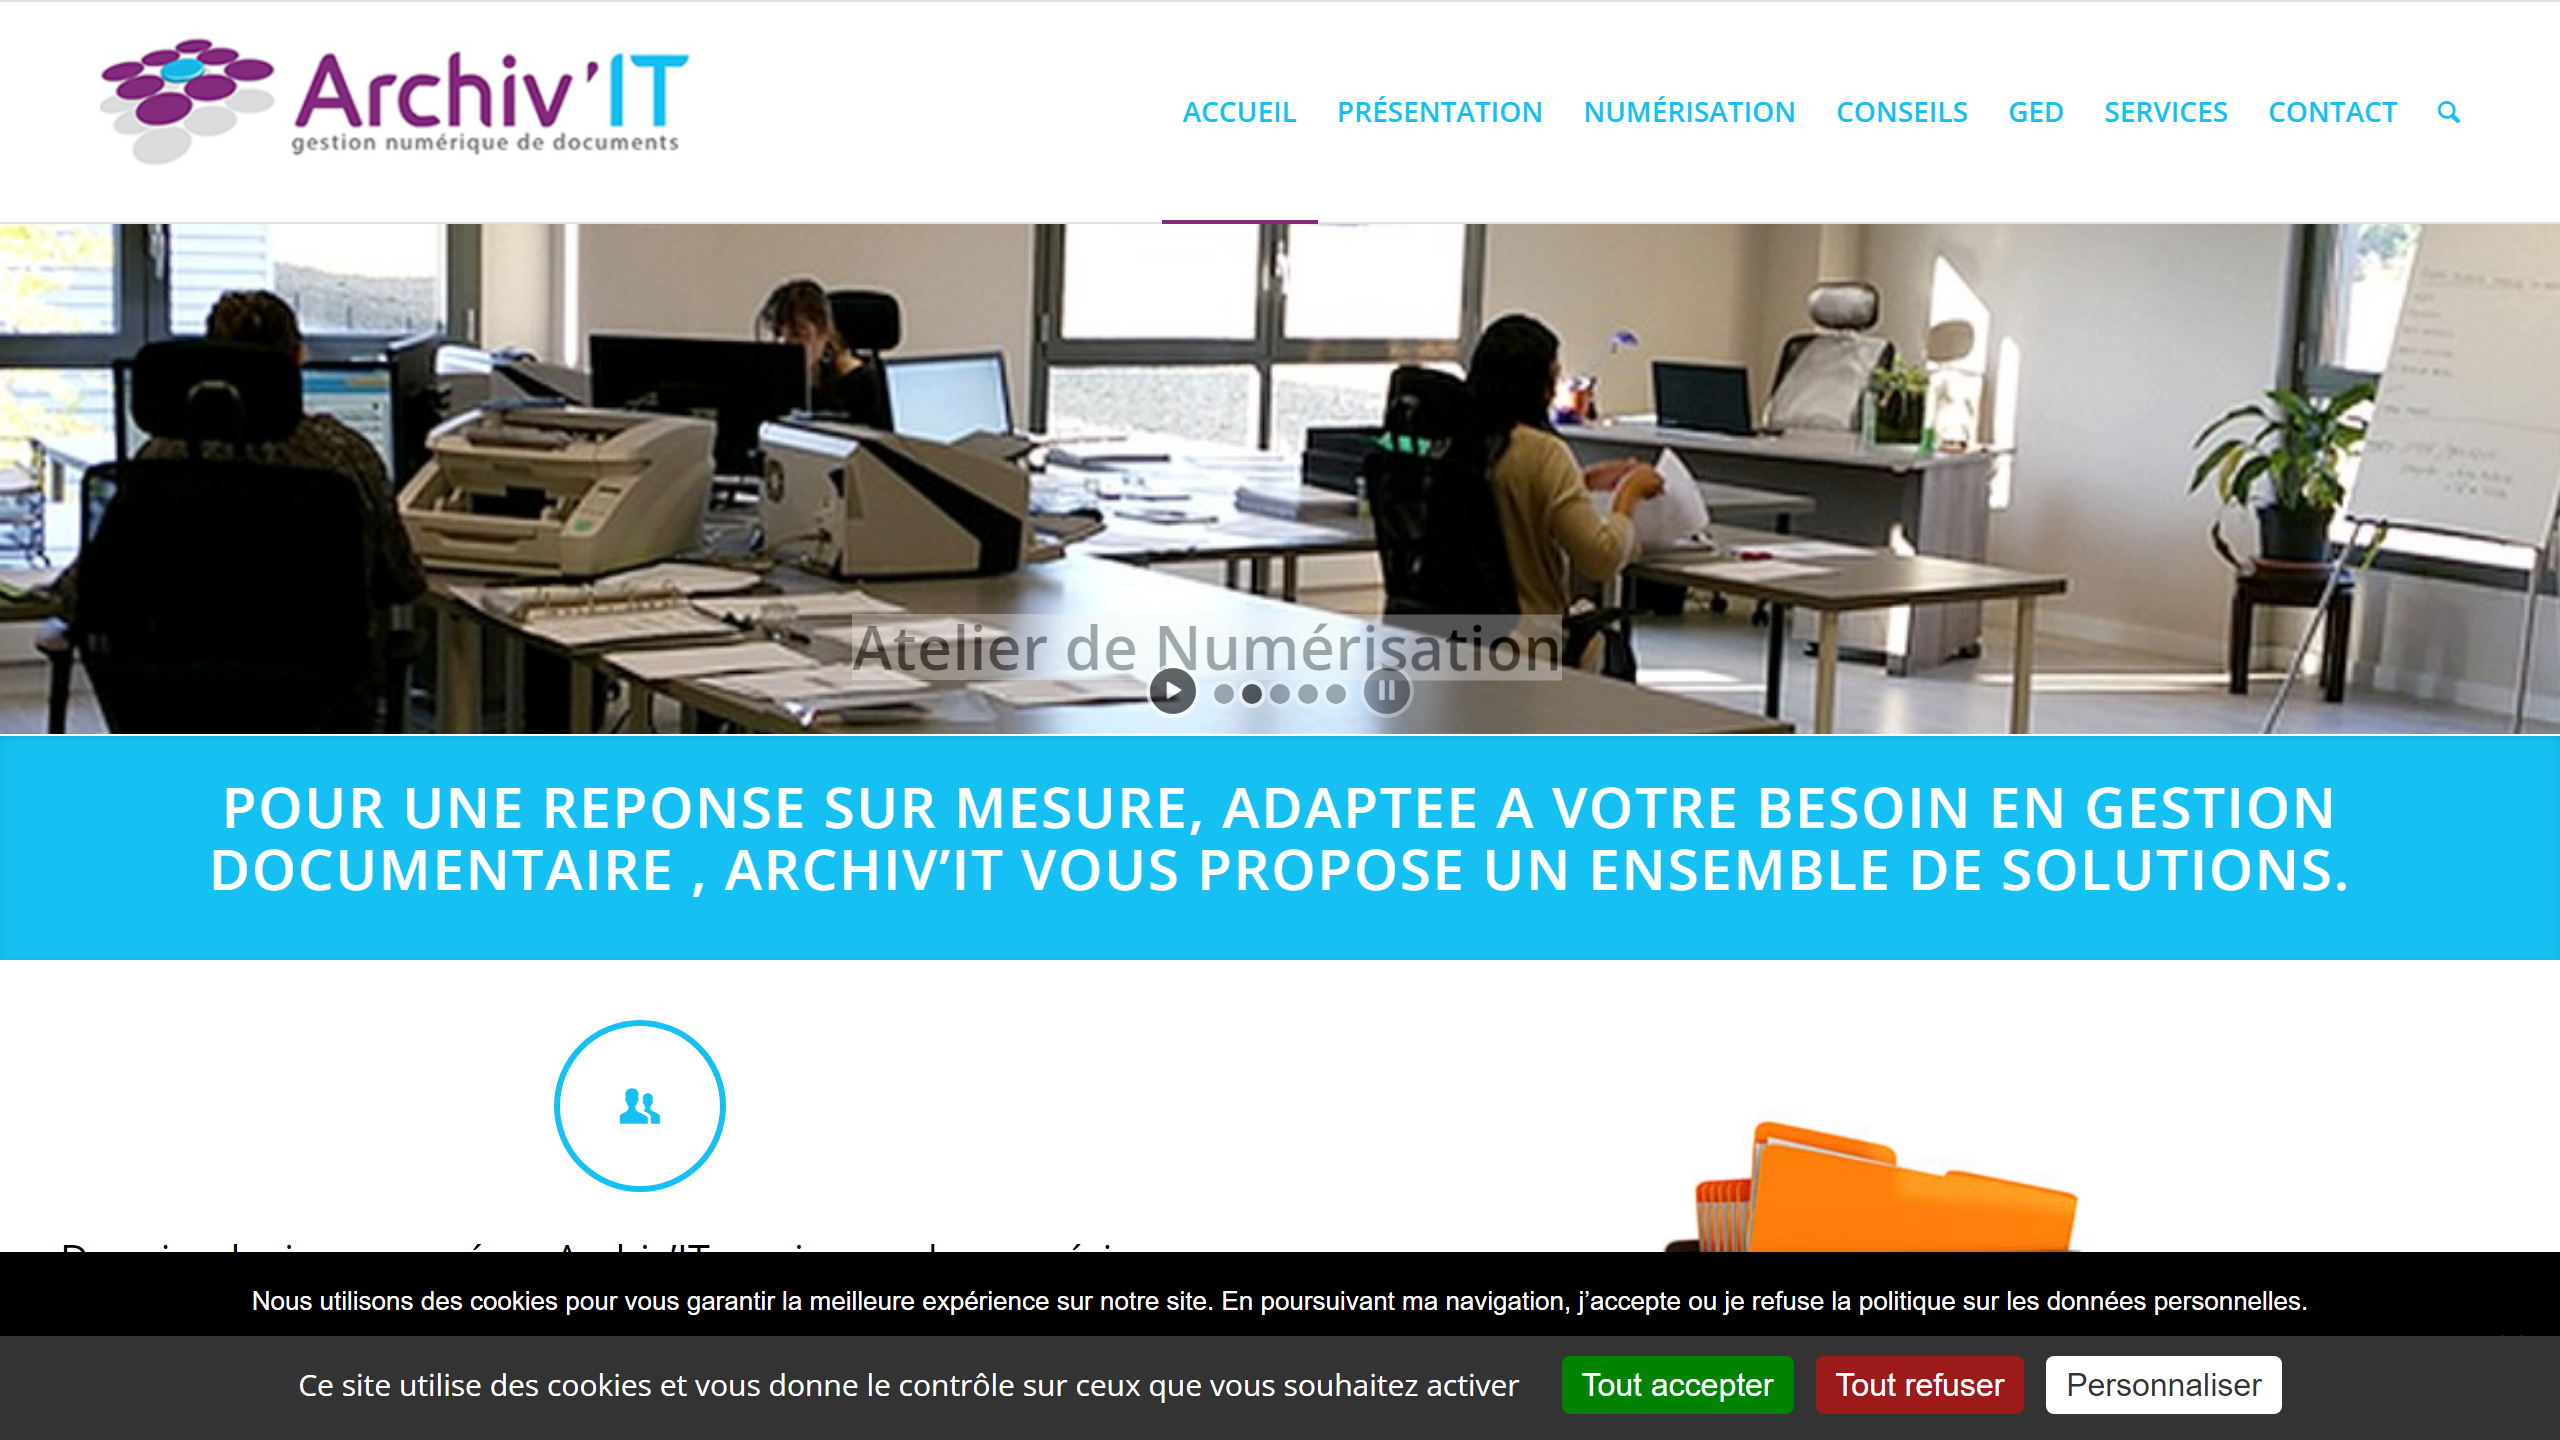 Archiv'IT
gestion numérique de documents
ACCUEIL PRÉSENTATION NUMÉRISATION CONSEILS GED SERVICES CONTACT
Atelier de Numérisation
POUR UNE REPONSE SUR MESURE, ADAPTEE A VOTRE BESOIN EN GESTION
DOCUMENTAIRE , ARCHIV’IT VOUS PROPOSE UN ENSEMBLE DE SOLUTIONS.
Nous utilisons des cookies pour vous garantir la meilleure expérience sur notre site. En poursuivant ma navigation, j’accepte ou je refuse la politique sur les données personnelles.
Ce site utilise des cookies et vous donne le contrôle sur ceux que vous souhaitez activer Tout accepter Tout refuser Personnaliser